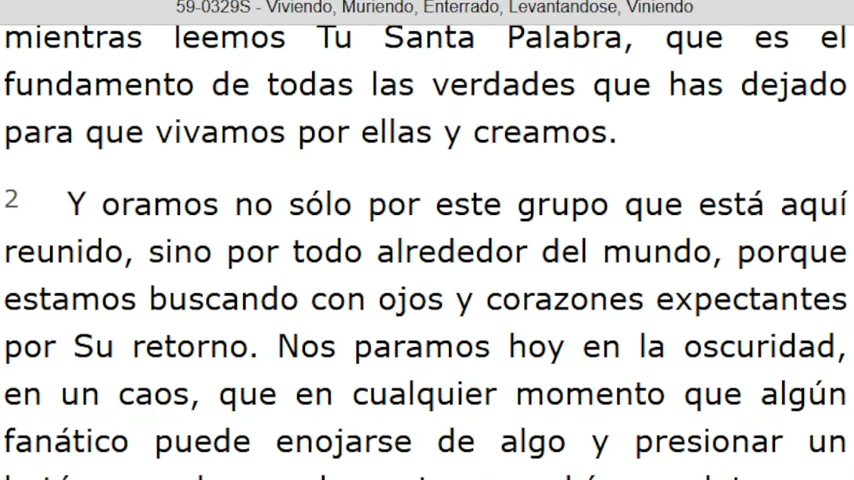 59-0329S - Viviendo, Muriendo, Enterrado, Levantandose, Viniendo
mientras leemos Tu Santa Palabra, que es el
fundamento de todas las verdades que has dejado
para que vivamos por ellas y creamos.
2 Y oramos no sólo por este grupo que está aquí
reunido, sino por todo alrededor del mundo, porque
estamos buscando con ojos y corazones expectantes
por Su retorno. Nos paramos hoy en la oscuridad,
en un caos, que en cualquier momento que algún
fanático puede enojarse de algo y presionar un